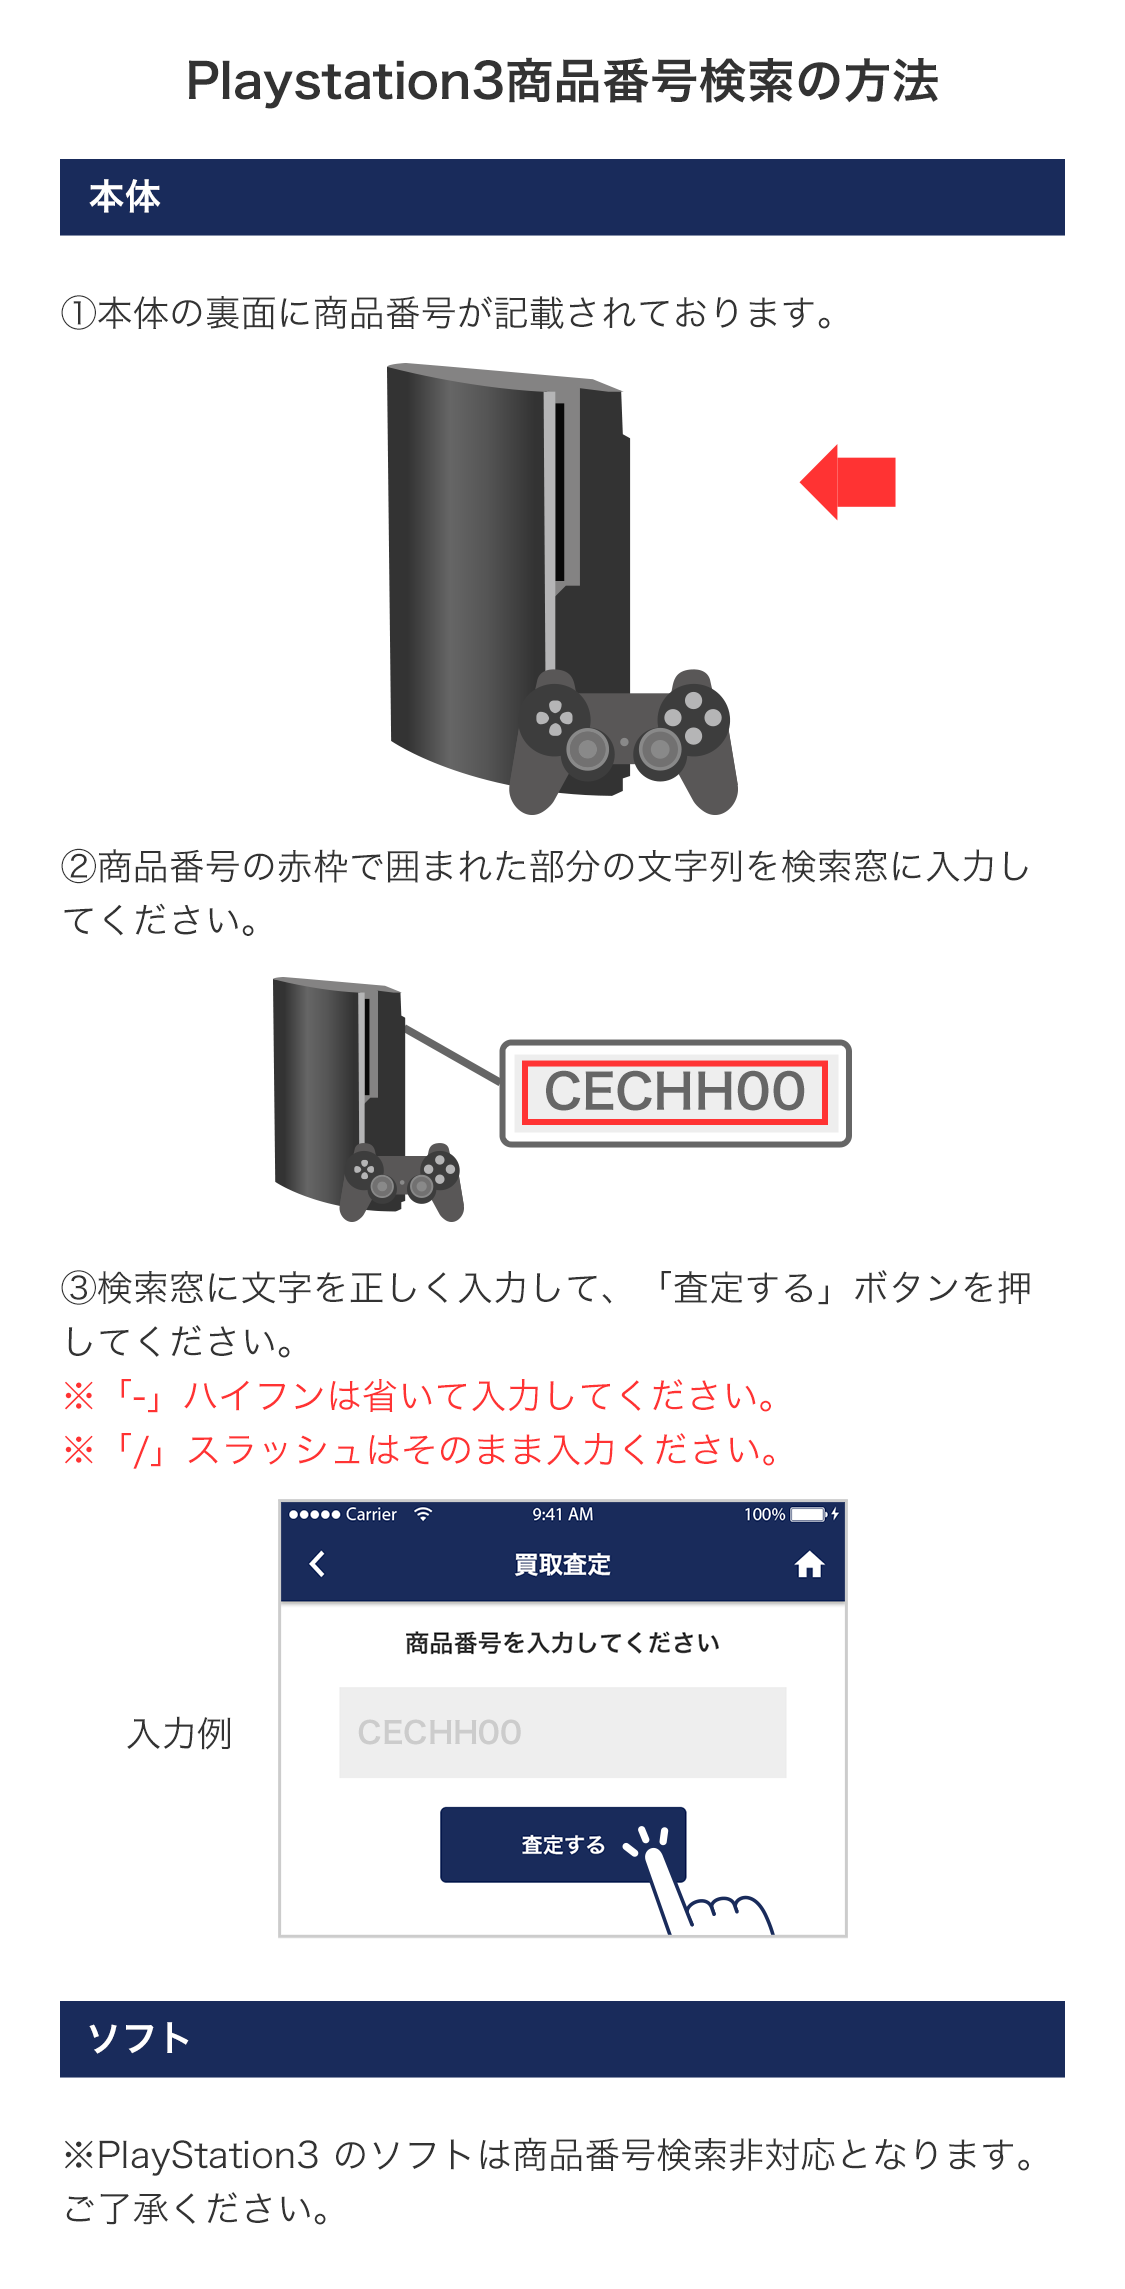 Playstation3商品番号検索の方法
本体
①本体の裏面に商品番号が記載されております。
②商品番号の赤枠で囲まれた部分の文字列を検索窓に入力し
てください。
CECHH00
③検索窓に文字を正しく入力して、「査定する」ボタンを押
してください。
※「-」ハイフンは省いて入力してください。
※「/」スラッシュはそのまま入力ください。
Carrier 9:41 AM 100%
買取査定
商品番号を入力してください
入力例
CECHH00
査定する
ソフト
※PlayStation3 のソフトは商品番号検索非対応となります。
ご了承ください。